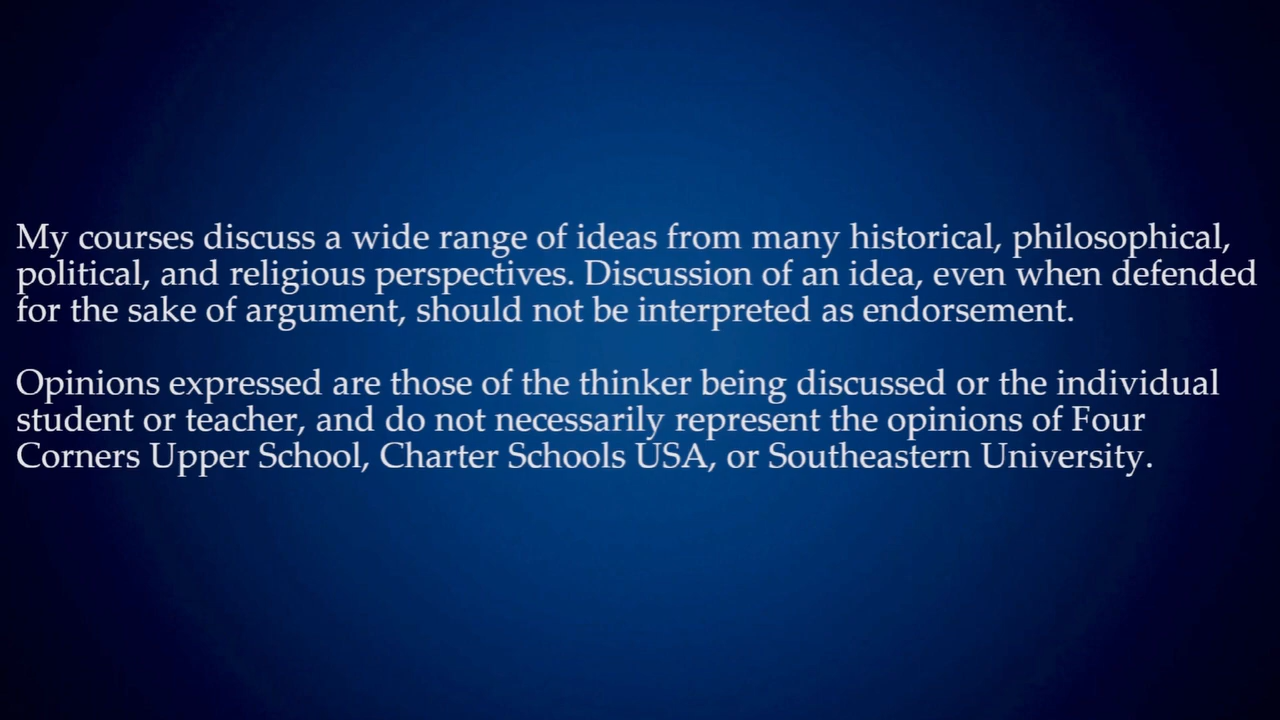 My courses discuss a wide range of ideas from many historical, philosophical,
political, and religious perspectives. Discussion of an idea, even when defended
for the sake of argument, should not be interpreted as endorsement.
Opinions expressed are those of the thinker being discussed or the individual
student or teacher, and do not necessarily represent the opinions of Four
Corners Upper School, Charter Schools USA, or Southeastern University.